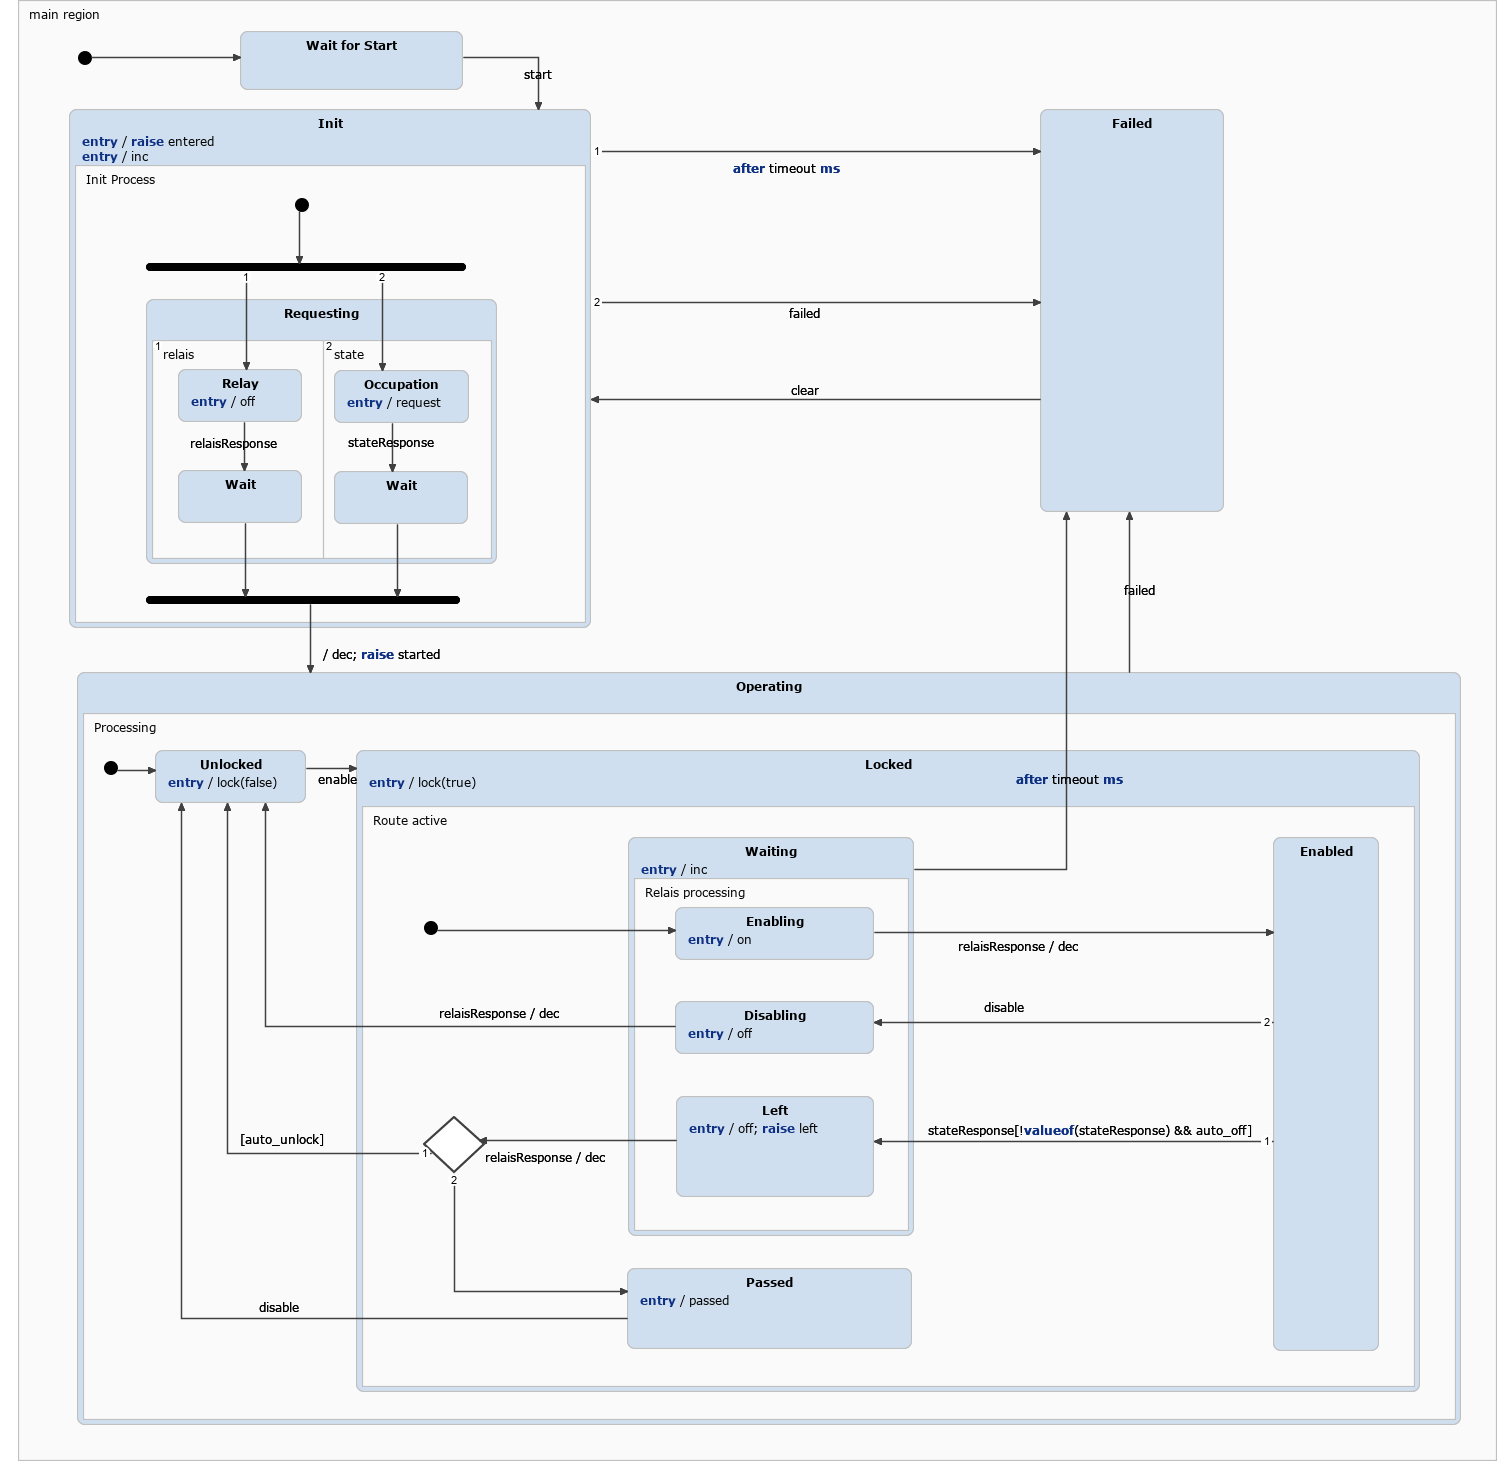 main region
Wait for Start
start
Init
entry / raise entered
entry / inc
Init Process
1
2
Requesting
1
relais
2
state
Relay
entry / off
Occupation
entry / request
relaisResponse
stateResponse
Wait
Wait
/ dec; raise started
1
after timeout ms
2
failed
clear
Failed
failed
Operating
Processing
Unlocked
entry / lock(false)
enable
Locked
entry / lock(true)
after timeout ms
Route active
Waiting
entry / inc
Relais processing
Enabled
Enabling
entry / on
relaisResponse / dec
Disabling
entry / off
relaisResponse / dec
disable
2
Left
entry / off; raise left
stateResponse[!valueof(stateResponse) && auto_off]
1
[auto_unlock]
1
relaisResponse / dec
2
Passed
entry / passed
disable